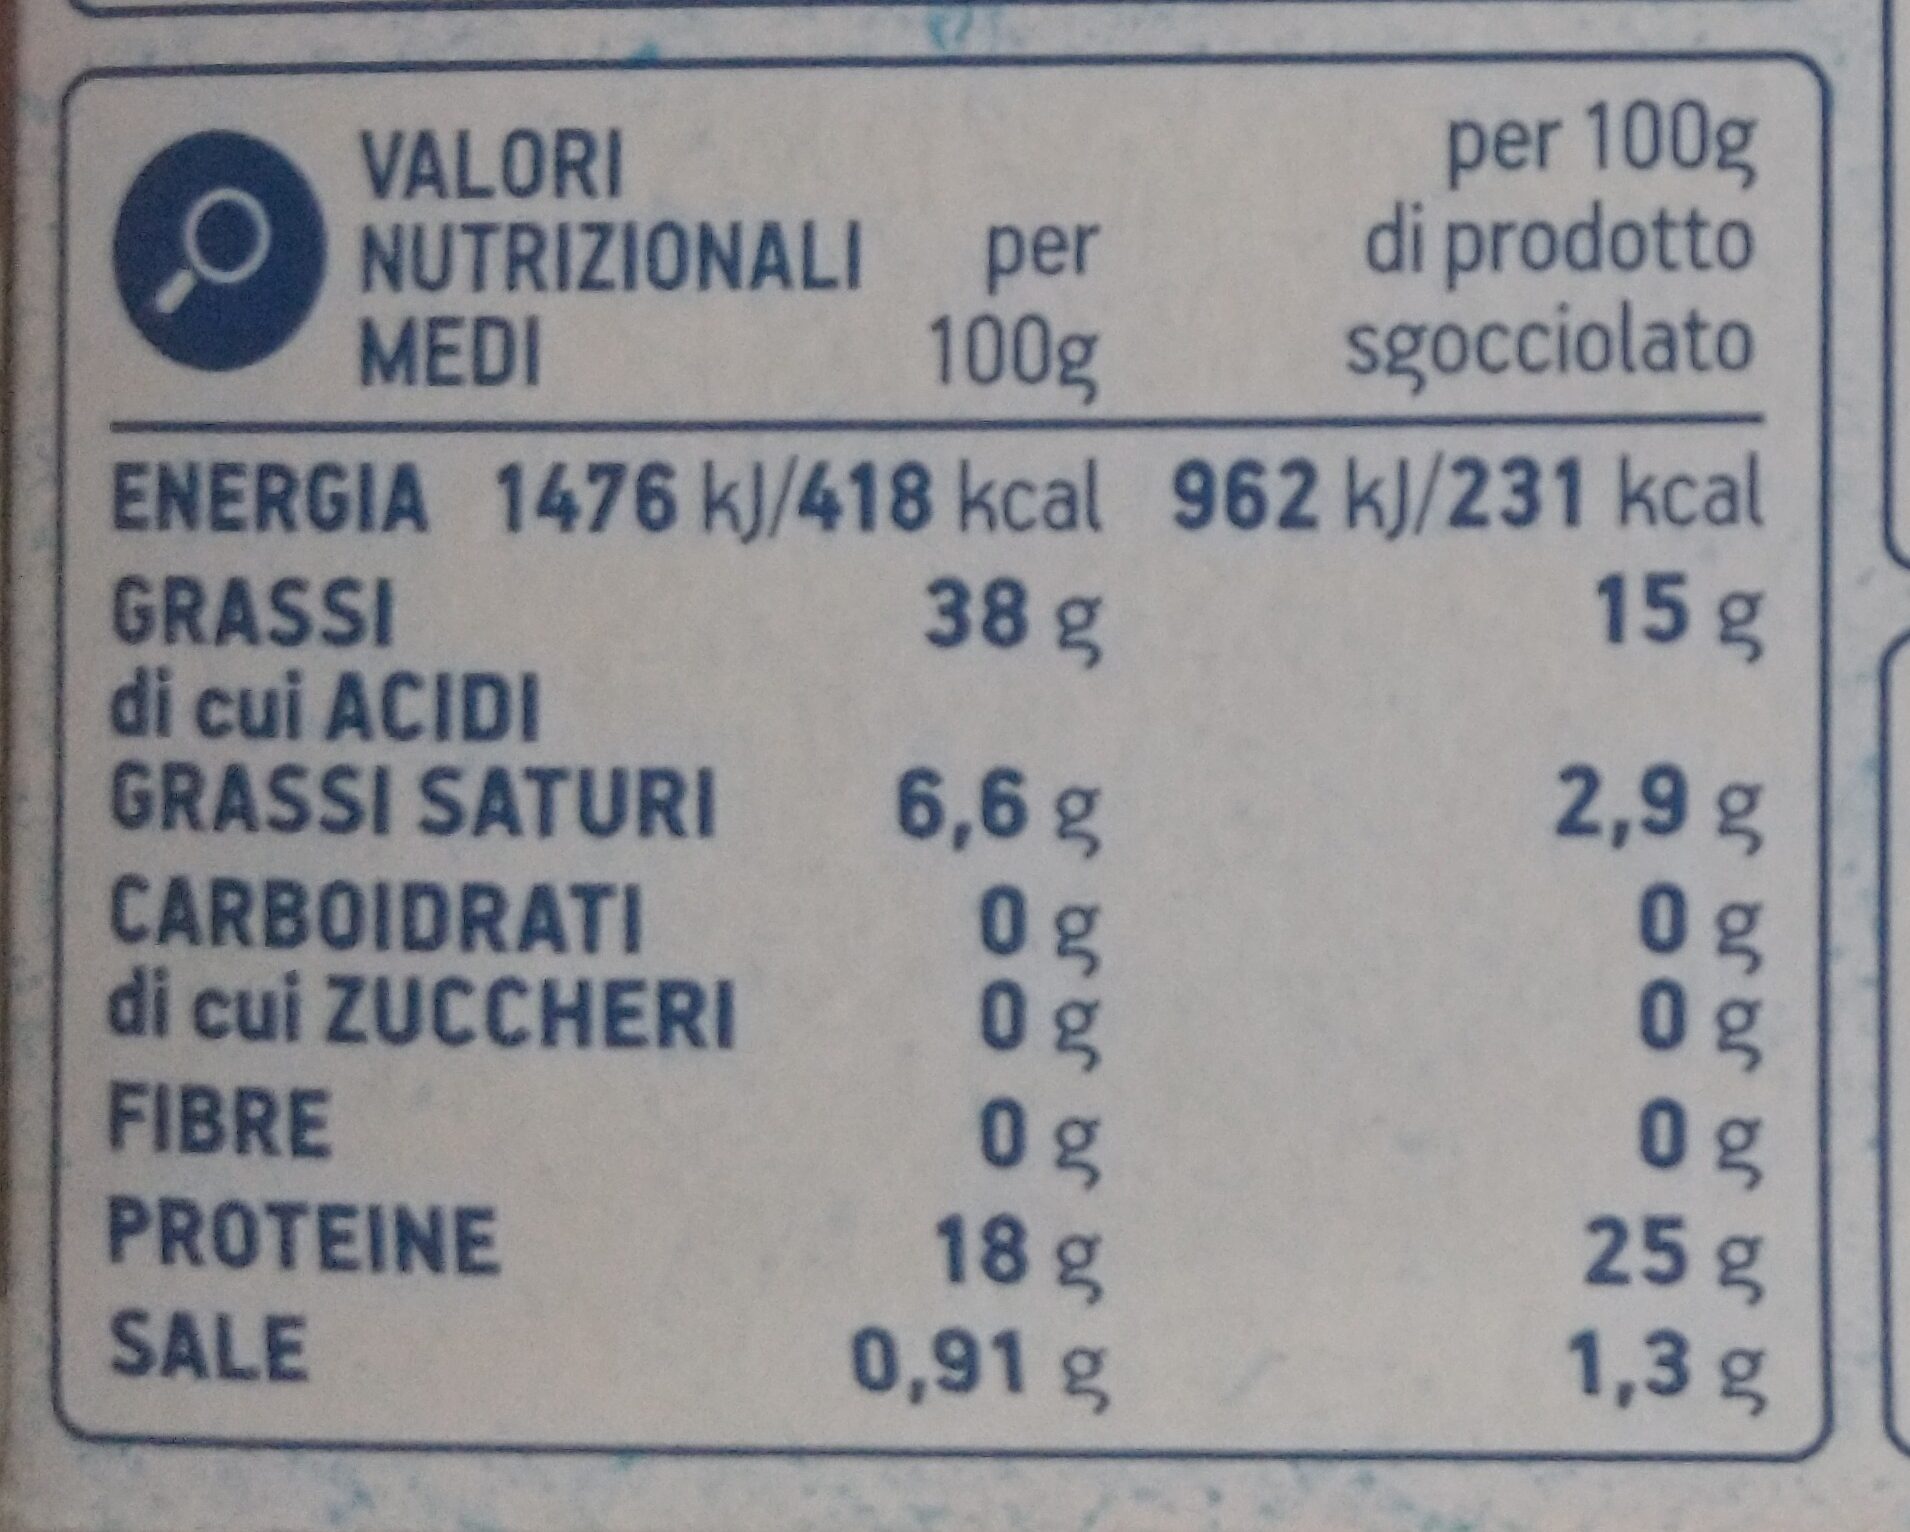 VALORI
NUTRIZIONALI
MEDI
per
100g
per 100g
di prodotto
sgocciolato
ENERGIA 1476 kJ/418 kcal 962 kJ/231 kcal
GRASSI 38 g 15 g
di cui ACIDI
GRASSI SATURI 6,6 g 2,9 g
CARBOIDRATI 0 g 0 g
di cui ZUCCHERI 0 g 0 g
FIBRE 0 g 0 g
PROTEINE 18 g 25 g
SALE 0,91 g 1,3 g